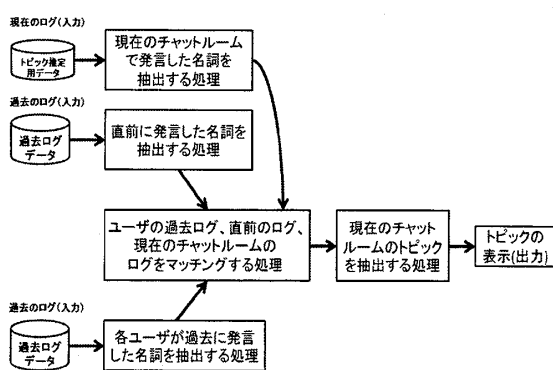 現在のログ(入力)
トピック推定
用データ
現在のチャットルーム
で発言した名詞を
抽出する処理
過去のログ(入力)
過去ログ
データ
直前に発言した名詞を
抽出する処理
ユーザの過去ログ、直前のログ、
現在のチャットルームの
ログをマッチングする処理
現在のチャット
ルームのトピック
を抽出する処理
トピックの
表示(出力)
過去のログ(入力)
過去ログ
データ
各ユーザが過去に発言
した名詞を抽出する処理